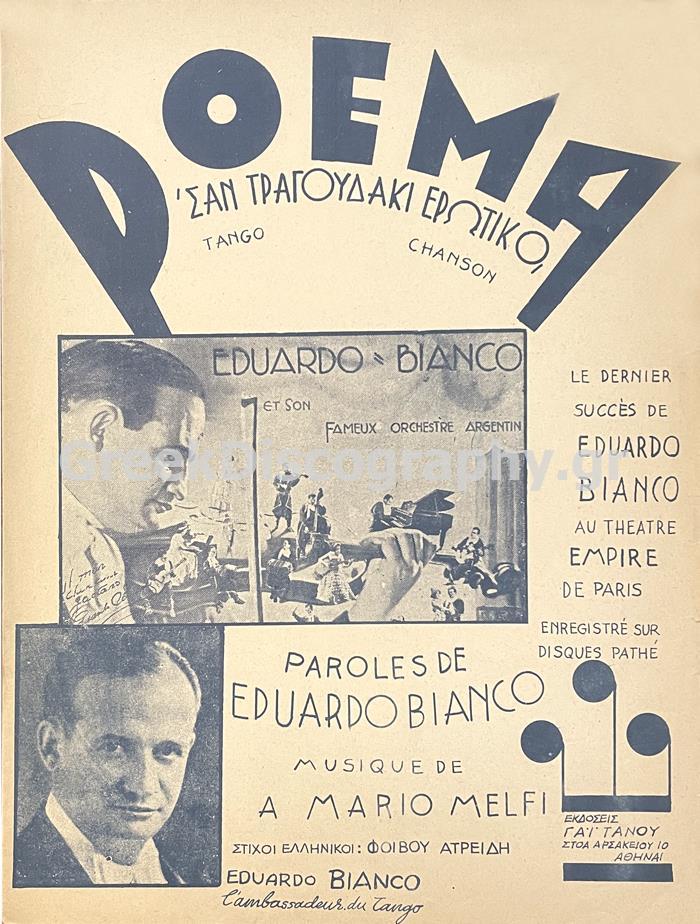 POEMA
'ΣΑΝ ΤΡΑΓΟΥΔΑΚΙ ΕΡΩΤΙΚΟ,
TANGO CHANSON
EDUARDO-BIANCO
ET SON
FAMEUX ORCHESTRE ARGENTIN
LE DERNIER
SUCCÈS DE
EDUARDO
BIANCO
AU THEATRE
EMPIRE
DE PARIS
ENREGISTRÉ SUR
DISQUES PATHÉ
GreekDiscography.gr
PAROLES DE
EDUARDO BIANCO
MUSIQUE DE
A MARIO MELFI
ΣΤΙΧΟΙ ΕΛΛΗΝΙΚΟΙ: ΦΟΙΒΟΥ ΑΤΡΕΙΔΗ
EDUARDO BIANCO
l'ambassadeur.du Tango
ΕΚΔΟΣΕΙΣ
ΓΑΪΤΑΝΟΥ
ΣΤΟΑ ΑΡΣΑΚΕΙΟΥ 10
ΑΘΗΝΑΙ